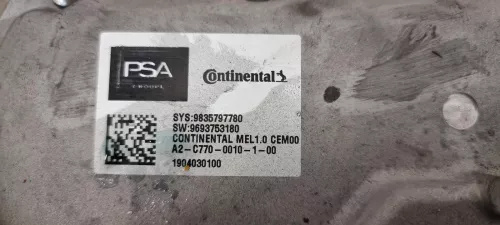 PSA
Continental
SYS:9835797780
SW:9693753180
CONTINENTAL MEL1.0 CEM00
A2-C770-0010-1-00
1904030100